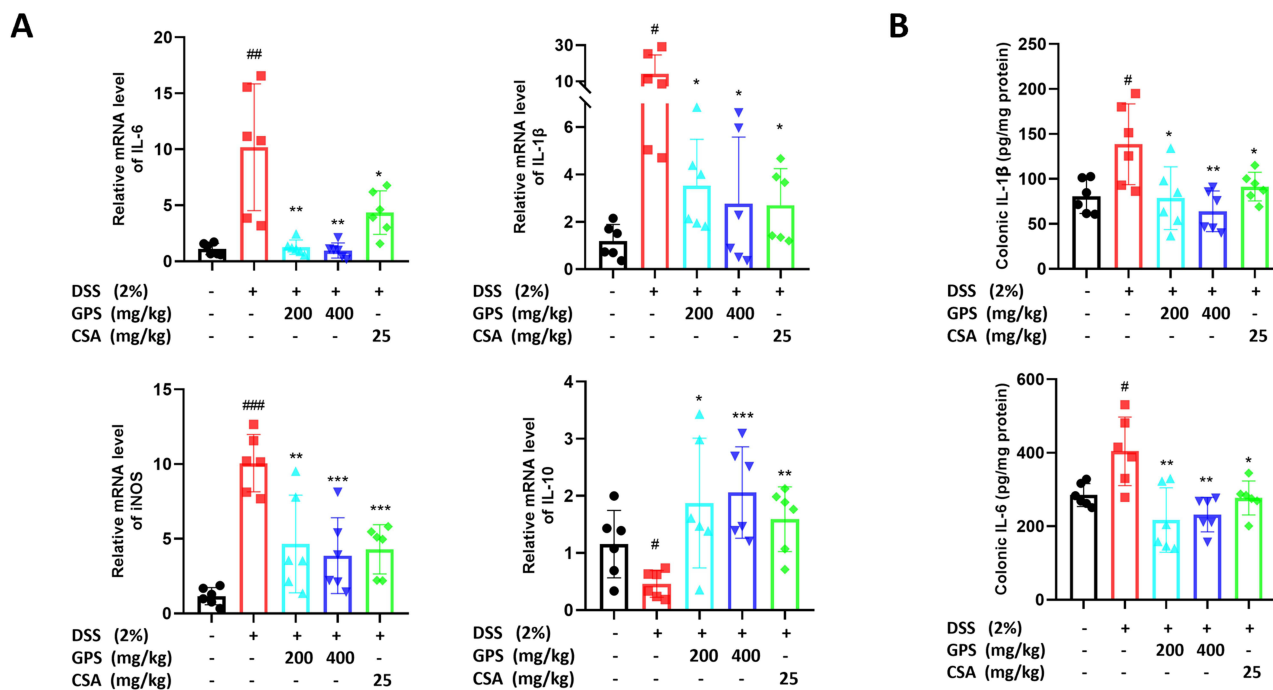 A
B
Relative mRNA level
of IL-6
20
15
10
5
0
##
**
**
*
DSS (2%) - + + + +
GPS (mg/kg) - - 200 400 -
CSA (mg/kg) - - - - 25
Relative mRNA level
of IL-1β
30
10
6
4
2
0
#
*
*
*
DSS (2%) - + + + +
GPS (mg/kg) - - 200 400 -
CSA (mg/kg) - - - - 25
Colonic IL-1β (pg/mg protein)
250
200
150
100
50
0
#
*
**
*
DSS (2%) - + + + +
GPS (mg/kg) - - 200 400 -
CSA (mg/kg) - - - - 25
Relative mRNA level
of iNOS
15
10
5
0
###
**
***
***
DSS (2%) - + + + +
GPS (mg/kg) - - 200 400 -
CSA (mg/kg) - - - - 25
Relative mRNA level
of IL-10
4
3
2
1
0
#
*
***
**
DSS (2%) - + + + +
GPS (mg/kg) - - 200 400 -
CSA (mg/kg) - - - - 25
Colonic IL-6 (pg/mg protein)
600
400
200
0
#
**
**
*
DSS (2%) - + + + +
GPS (mg/kg) - - 200 400 -
CSA (mg/kg) - - - - 25